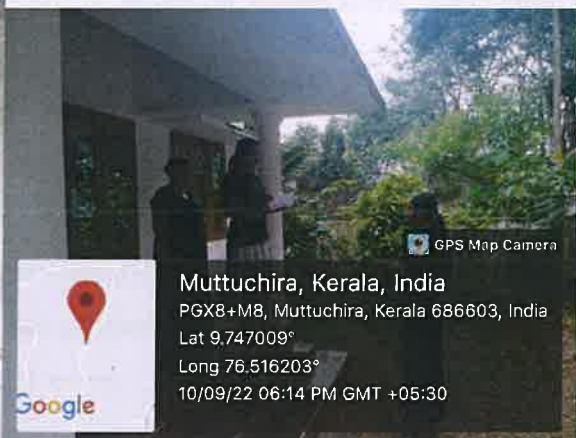 GPS Map Camera
Muttuchira, Kerala, India
PGX8+M8, Muttuchira, Kerala 686603, India
Lat 9.747009°
Long 76.516203°
10/09/22 06:14 PM GMT +05:30
Google